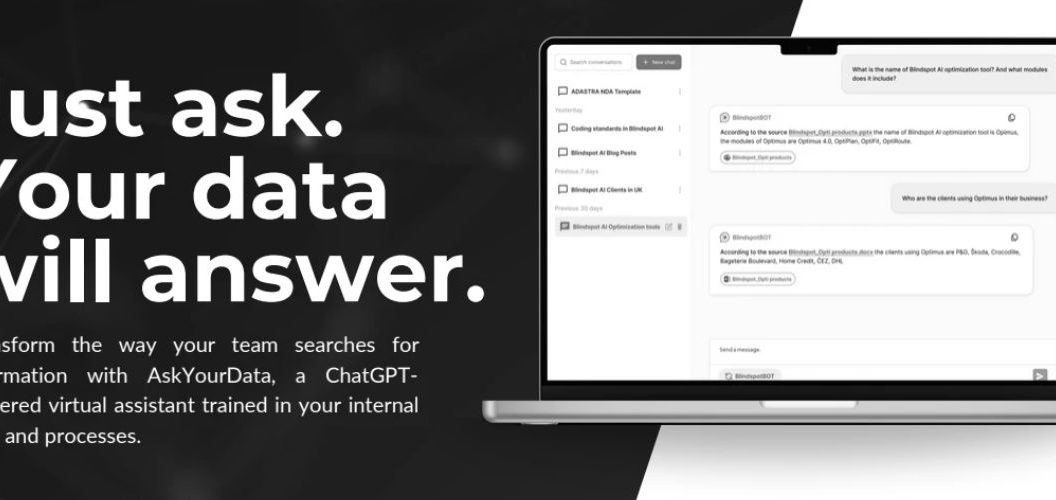 ust ask.
Your data
will answer.
nsform the way your team searches for
rmation with AskYourData, a ChatGPT-
ered virtual assistant trained in your internal
and processes.
Search conversations
+ New chat
ADASTRA NDA Template
Yesterday
Coding standards in Blindspot AI
Blindspot AI Blog Posts
Previous 7 days
Blindspot AI Clients in UK
Previous 30 days
Blindspot AI Optimization tools
What is the name of Blindspot AI optimization tool? And what modules
does it include?
BlindspotBOT
According to the source Blindspot_Opti products.pptx the name of Blindspot AI optimization tool is Opimus,
the modules of Optimus are Optimus 4.0, OptiPlan, OptiFit, OptiRoute.
Blindspot_Opti products
Who are the clients using Optimus in their business?
BlindspotBOT
According to the source Blindspot_Opti products.docx the clients using Optimus are P&G, Škoda, Crocodille,
Bageterie Boulevard, Home Credit, ČEZ, DHL
Blindspot_Opti products
Send a message.
BlindspotBOT